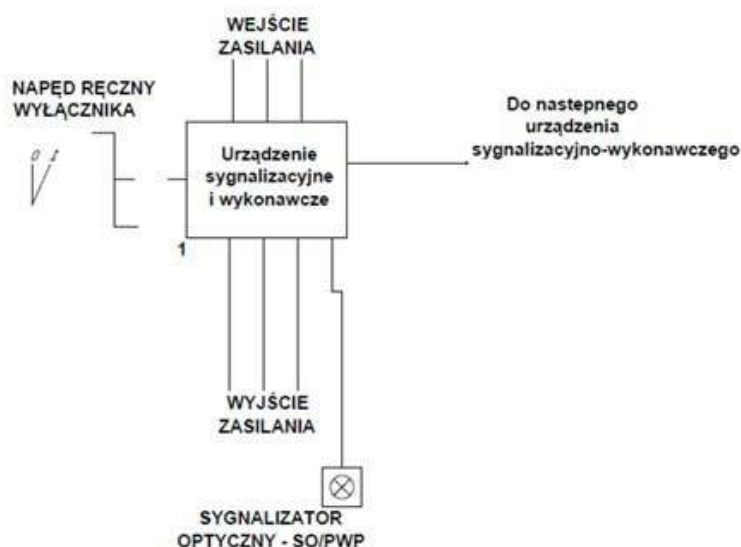 WEJŚCIE
ZASILANIA
NAPĘD RĘCZNY
WYŁĄCZNIKA
0 I
Do nastepnego
urządzenia
sygnalizacyjno-wykonawczego
Urządzenie
sygnalizacyjne
i wykonawcze
1
WYJŚCIE
ZASILANIA
SYGNALIZATOR
OPTYCZNY - SO/PWP